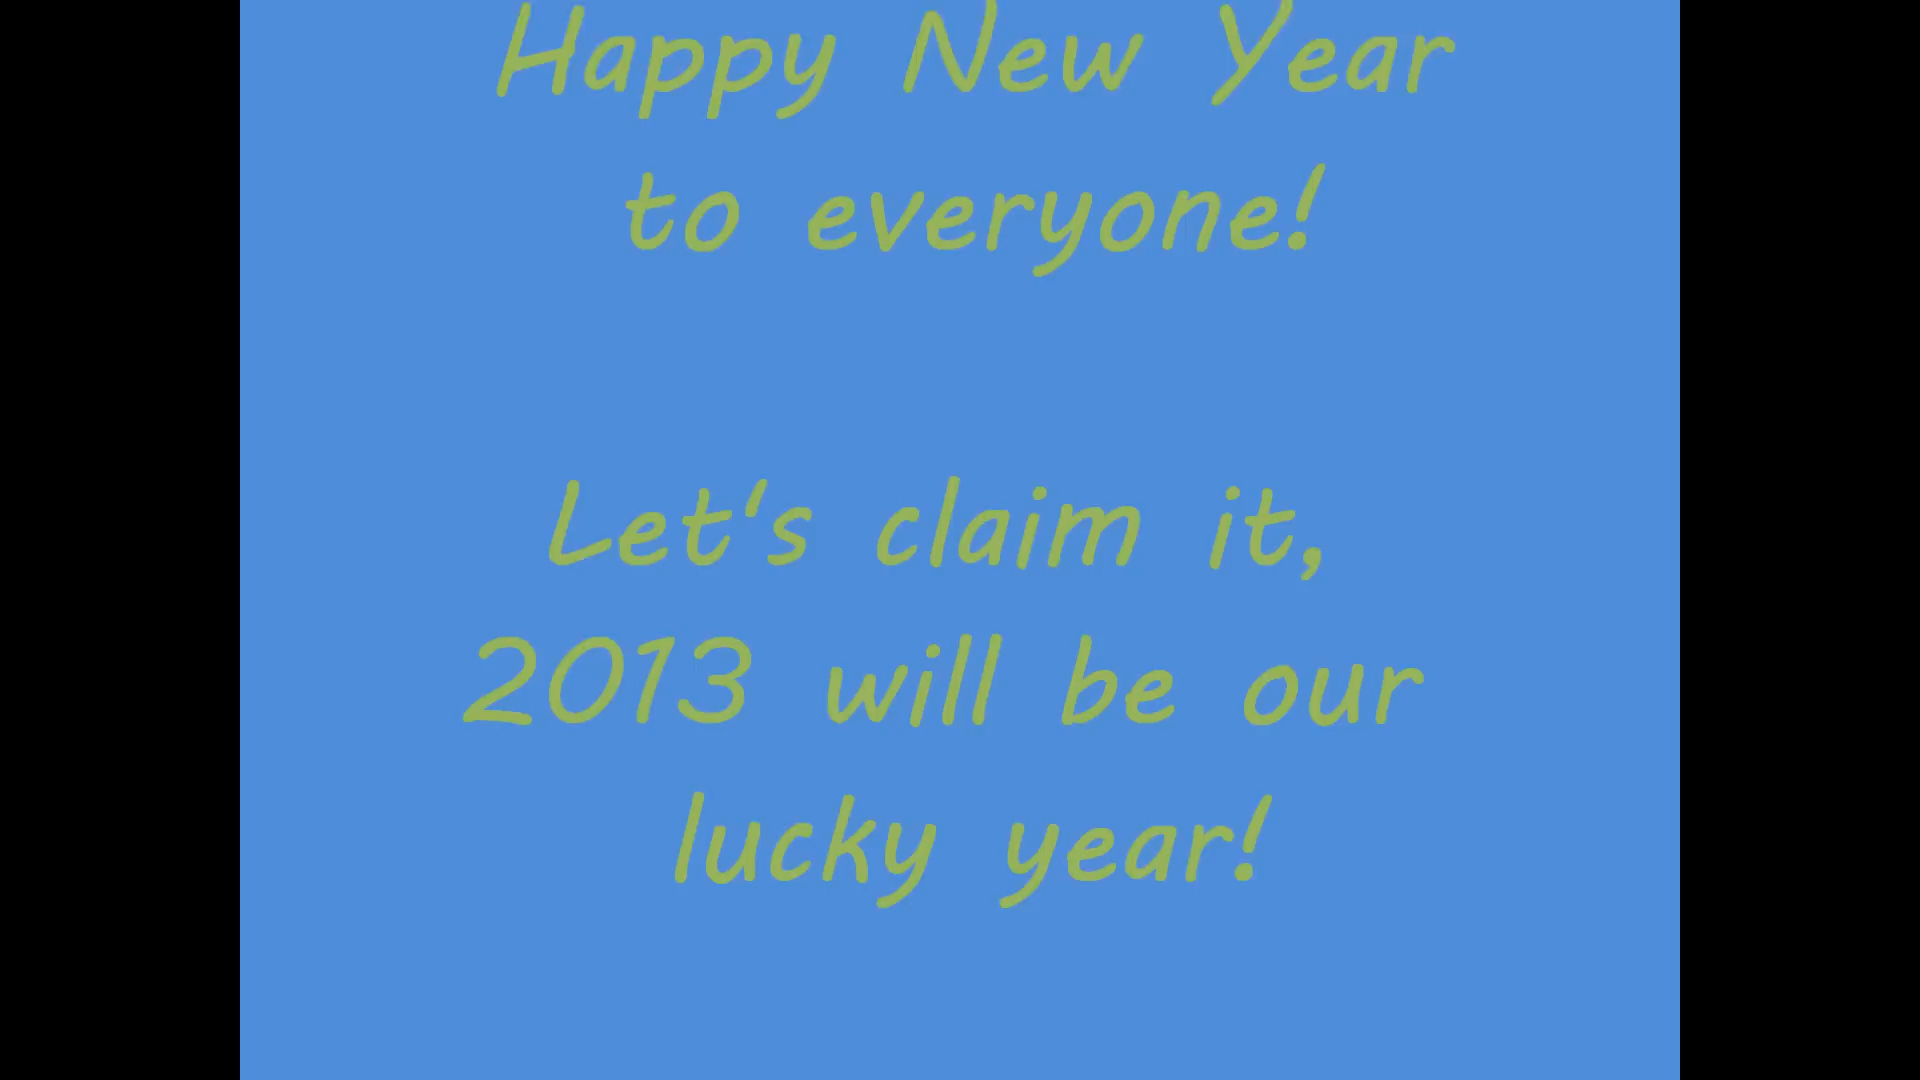 Happy New Year
to everyone!
Let's claim it,
2013 will be our
lucky year!